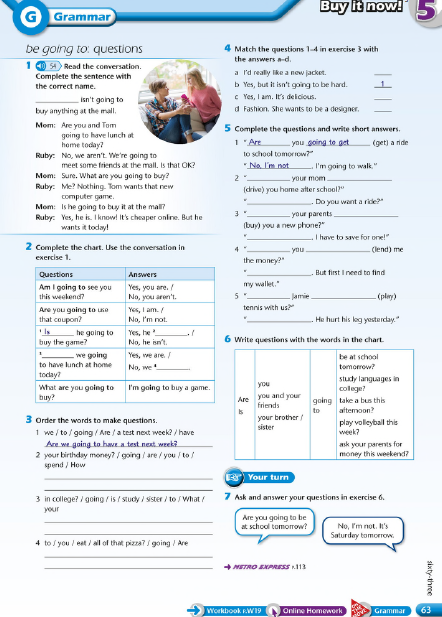 Buy it now! 5
G Grammar
be going to: questions
1 54 Read the conversation.
Complete the sentence with
the correct name.
__________ isn't going to
buy anything at the mall.
Mom: Are you and Tom
going to have lunch at
home today?
Ruby: No, we aren't. We're going to
meet some friends at the mall. Is that OK?
Mom: Sure. What are you going to buy?
Ruby: Me? Nothing. Tom wants that new
computer game.
Mom: Is he going to buy it at the mall?
Ruby: Yes, he is. I know! It's cheaper online. But he
wants it today!
2 Complete the chart. Use the conversation in
exercise 1.
Questions Answers
Am I going to see you this weekend? Yes, you are. / No, you aren't.
Are you going to use that coupon? Yes, I am. / No, I'm not.
1 Is he going to buy the game? Yes, he 2________. / No, he isn't.
3________ we going to have lunch at home today? Yes, we are. / No, we 4________.
What are you going to buy? I'm going to buy a game.
3 Order the words to make questions.
1 we / to / going / Are / a test next week? / have
Are we going to have a test next week?
2 your birthday money? / going / are / you / to /
spend / How
3 in college? / going / is / study / sister / to / What /
your
4 to / you / eat / all of that pizza? / going / Are
4 Match the questions 1–4 in exercise 3 with
the answers a–d.
a I'd really like a new jacket. ____
b Yes, but it isn't going to be hard. 1
c Yes, I am. It's delicious. ____
d Fashion. She wants to be a designer. ____
5 Complete the questions and write short answers.
1 "Are you going to get (get) a ride
to school tomorrow?"
"No, I'm not. I'm going to walk."
2 "________ your mom ________
(drive) you home after school?"
"________. Do you want a ride?"
3 "________ your parents ________
(buy) you a new phone?"
"________. I have to save for one!"
4 "________ you ________ (lend) me
the money?"
"________. But first I need to find
my wallet."
5 "________ Jamie ________ (play)
tennis with us?"
"________. He hurt his leg yesterday."
6 Write questions with the words in the chart.
Are
Is
you
you and your
friends
your brother /
sister
going
to
be at school
tomorrow?
study languages in
college?
take a bus this
afternoon?
play volleyball this
week?
ask your parents for
money this weekend?
Your turn
7 Ask and answer your questions in exercise 6.
Are you going to be
at school tomorrow?
No, I'm not. It's
Saturday tomorrow.
METRO EXPRESS p.113
sixty-three
Workbook p.W19 Online Homework Grammar 63